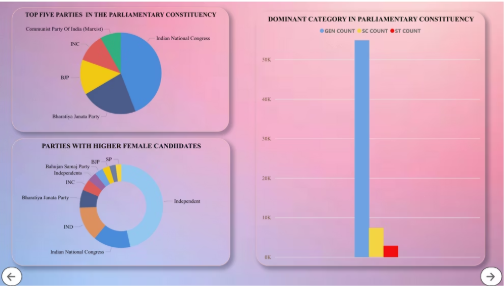 TOP FIVE PARTIES IN THE PARLIAMENTARY CONSTITUENCY
Communist Party Of India (Marxist)
Indian National Congress
INC
BJP
Bharatiya Janata Party
PARTIES WITH HIGHER FEMALE CANDIIDATES
SP
BJP
Bahujan Samaj Party
Independents
INC
Bharatiya Janata Party
Independent
IND
Indian National Congress
DOMINANT CATEGORY IN PARLIAMENTARY CONSTITUENCY
GEN COUNT SC COUNT ST COUNT
50K
40K
30K
20K
10K
0K